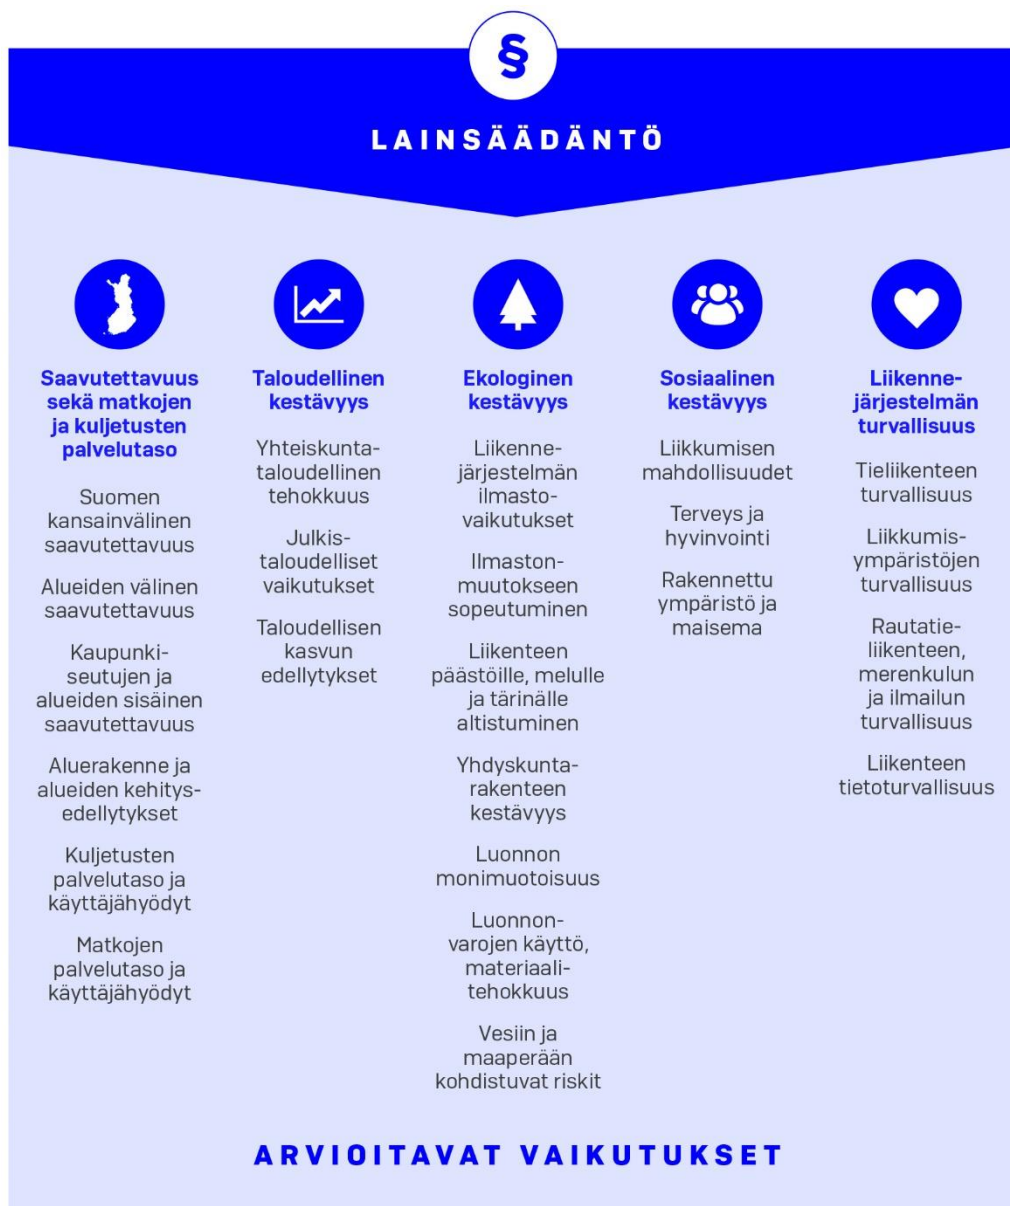 §
LAINSÄÄDÄNTÖ
Saavutettavuus
sekä matkojen
ja kuljetusten
palvelutaso
Suomen
kansainvälinen
saavutettavuus
Alueiden välinen
saavutettavuus
Kaupunki-
seutujen ja
alueiden sisäinen
saavutettavuus
Aluerakenne ja
alueiden kehitys-
edellytykset
Kuljetusten
palvelutaso ja
käyttäjähyödyt
Matkojen
palvelutaso ja
käyttäjähyödyt
Taloudellinen
kestävyys
Yhteiskunta-
taloudellinen
tehokkuus
Julkis-
taloudelliset
vaikutukset
Taloudellisen
kasvun
edellytykset
Ekologinen
kestävyys
Liikenne-
järjestelmän
ilmasto-
vaikutukset
Ilmaston-
muutokseen
sopeutuminen
Liikenteen
päästöille, melulle
ja tärinälle
altistuminen
Yhdyskunta-
rakenteen
kestävyys
Luonnon
monimuotoisuus
Luonnon-
varojen käyttö,
materiaali-
tehokkuus
Vesiin ja
maaperään
kohdistuvat riskit
Sosiaalinen
kestävyys
Liikkumisen
mahdollisuudet
Terveys ja
hyvinvointi
Rakennettu
ympäristö ja
maisema
Liikenne-
järjestelmän
turvallisuus
Tieliikenteen
turvallisuus
Liikkumis-
ympäristöjen
turvallisuus
Rautatie-
liikenteen,
merenkulun
ja ilmailun
turvallisuus
Liikenteen
tietoturvallisuus
ARVIOITAVAT VAIKUTUKSET